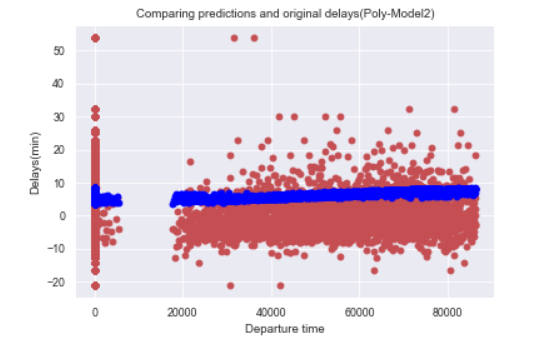 Comparing predictions and original delays(Poly-Model2)
50
40
30
20
10
0
−10
−20
Delays(min)
0 20000 40000 60000 80000
Departure time